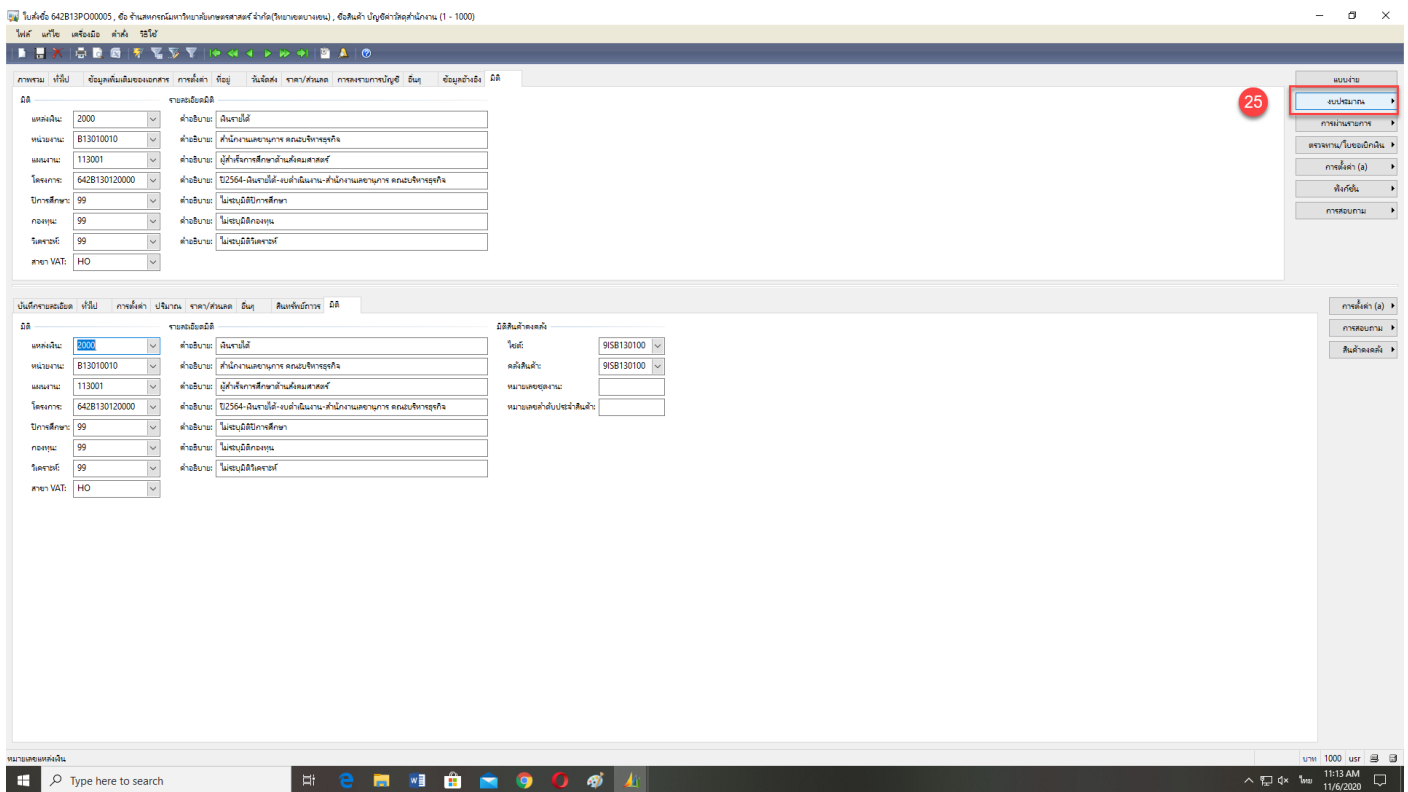 ใบสั่งซื้อ 642B13PO00005 , ชื่อ ร้านสหกรณ์มหาวิทยาลัยเกษตรศาสตร์ จำกัด(วิทยาเขตบางเขน) , ชื่อสินค้า บัญชีค่าวัสดุสำนักงาน (1 - 1000)
ไฟล์ แก้ไข เครื่องมือ คำสั่ง วิธีใช้
ภาพรวม ทั่วไป ข้อมูลเพิ่มเติมของเอกสาร การตั้งค่า ที่อยู่ วันจัดส่ง ราคา/ส่วนลด การลงรายการบัญชี อื่นๆ ข้อมูลอ้างอิง มิติ
มิติ รายละเอียดมิติ
แหล่งเงิน: 2000 คำอธิบาย: เงินรายได้
หน่วยงาน: B13010010 คำอธิบาย: สำนักงานเลขานุการ คณะบริหารธุรกิจ
แผนงาน: 113001 คำอธิบาย: ผู้สำเร็จการศึกษาด้านสังคมศาสตร์
โครงการ: 642B130120000 คำอธิบาย: ปี2564-เงินรายได้-งบดำเนินงาน-สำนักงานเลขานุการ คณะบริหารธุรกิจ
ปีการศึกษา: 99 คำอธิบาย: ไม่ระบุมิติปีการศึกษา
กองทุน: 99 คำอธิบาย: ไม่ระบุมิติกองทุน
วิเคราะห์: 99 คำอธิบาย: ไม่ระบุมิติวิเคราะห์
สาขา VAT: HO
แบบง่าย
25
งบประมาณ
การผ่านรายการ
ตรวจทาน/ใบขอเบิกเงิน
การตั้งค่า (a)
ฟังก์ชัน
การสอบถาม
บันทึกรายละเอียด ทั่วไป การตั้งค่า ปริมาณ ราคา/ส่วนลด อื่นๆ สินทรัพย์ถาวร มิติ
มิติ รายละเอียดมิติ มิติสินค้าคงคลัง
แหล่งเงิน: 2000 คำอธิบาย: เงินรายได้ ไซต์: 9ISB130100
หน่วยงาน: B13010010 คำอธิบาย: สำนักงานเลขานุการ คณะบริหารธุรกิจ คลังสินค้า: 9ISB130100
แผนงาน: 113001 คำอธิบาย: ผู้สำเร็จการศึกษาด้านสังคมศาสตร์ หมายเลขชุดงาน:
โครงการ: 642B130120000 คำอธิบาย: ปี2564-เงินรายได้-งบดำเนินงาน-สำนักงานเลขานุการ คณะบริหารธุรกิจ หมายเลขลำดับประจำสินค้า:
ปีการศึกษา: 99 คำอธิบาย: ไม่ระบุมิติปีการศึกษา
กองทุน: 99 คำอธิบาย: ไม่ระบุมิติกองทุน
วิเคราะห์: 99 คำอธิบาย: ไม่ระบุมิติวิเคราะห์
สาขา VAT: HO
การตั้งค่า (a)
การสอบถาม
สินค้าคงคลัง
หมายเลขแหล่งเงิน บาท 1000 usr
Type here to search
ไทย 11:13 AM
11/6/2020